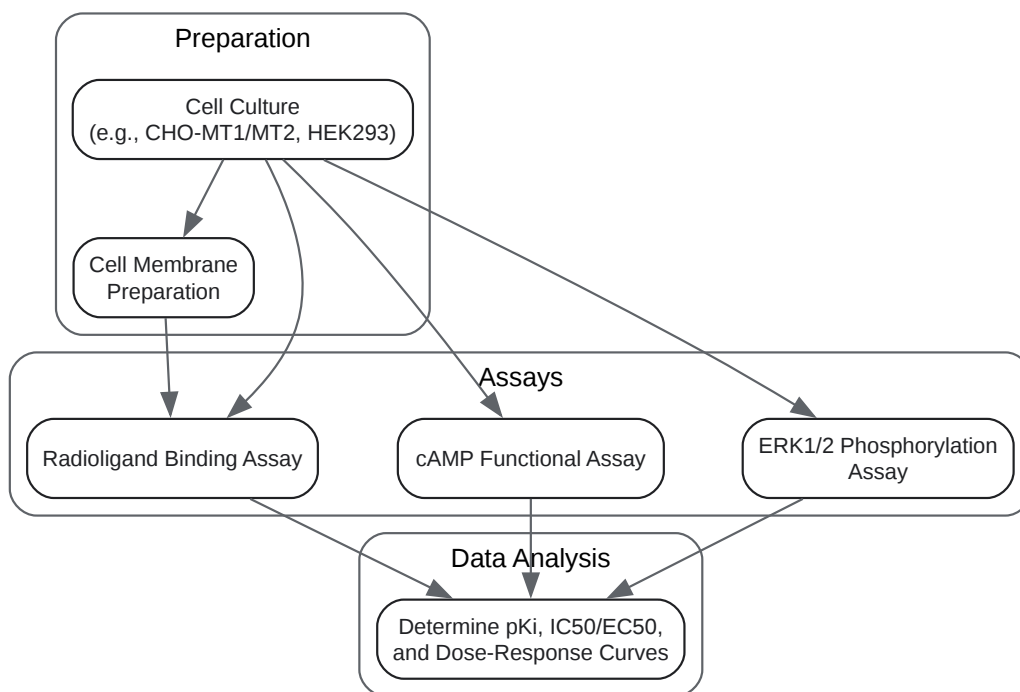 Preparation
Cell Culture
(e.g., CHO-MT1/MT2, HEK293)
Cell Membrane
Preparation
Assays
Radioligand Binding Assay
cAMP Functional Assay
ERK1/2 Phosphorylation
Assay
Data Analysis
Determine pKi, IC50/EC50,
and Dose-Response Curves